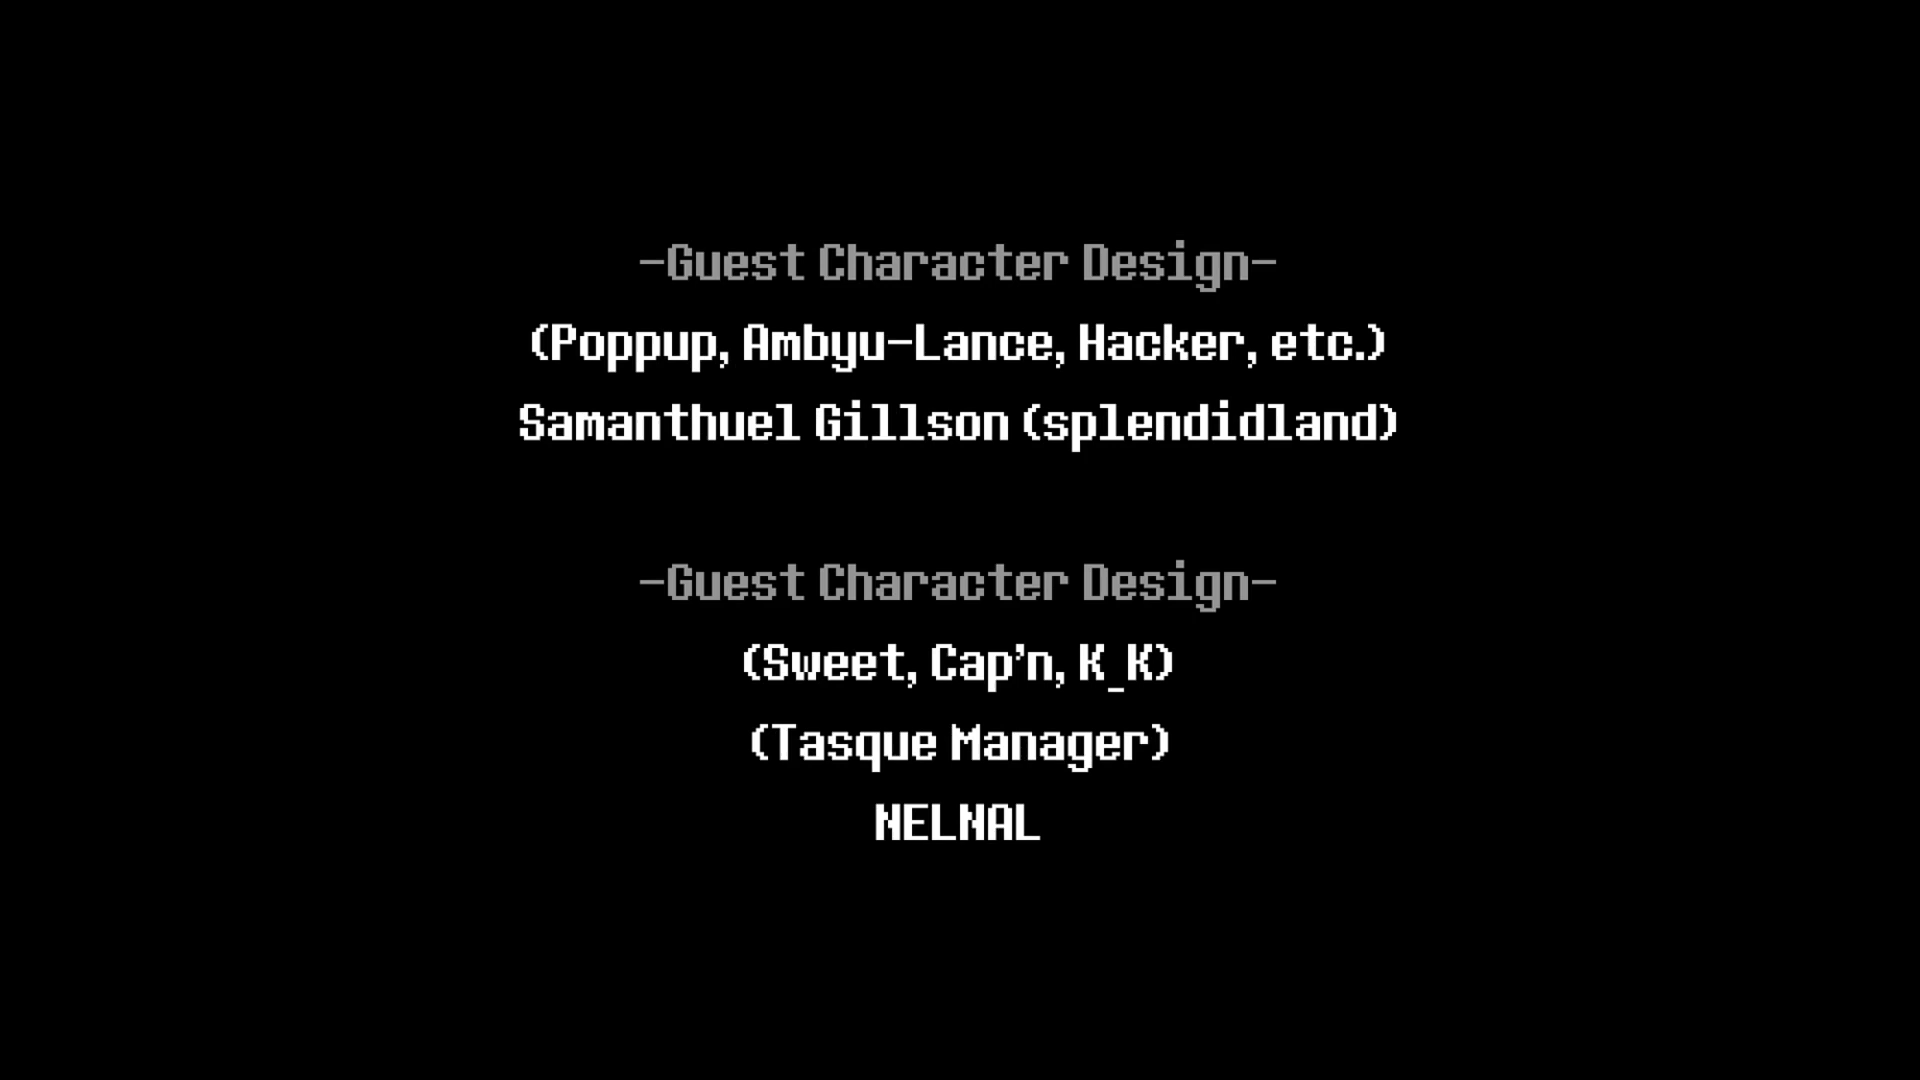 -Guest Character Design-
(Poppup, Ambyu-Lance, Hacker, etc.)
Samanthuel Gillson (splendidland)
-Guest Character Design-
(Sweet, Cap'n, K_K)
(Tasque Manager)
NELNAL